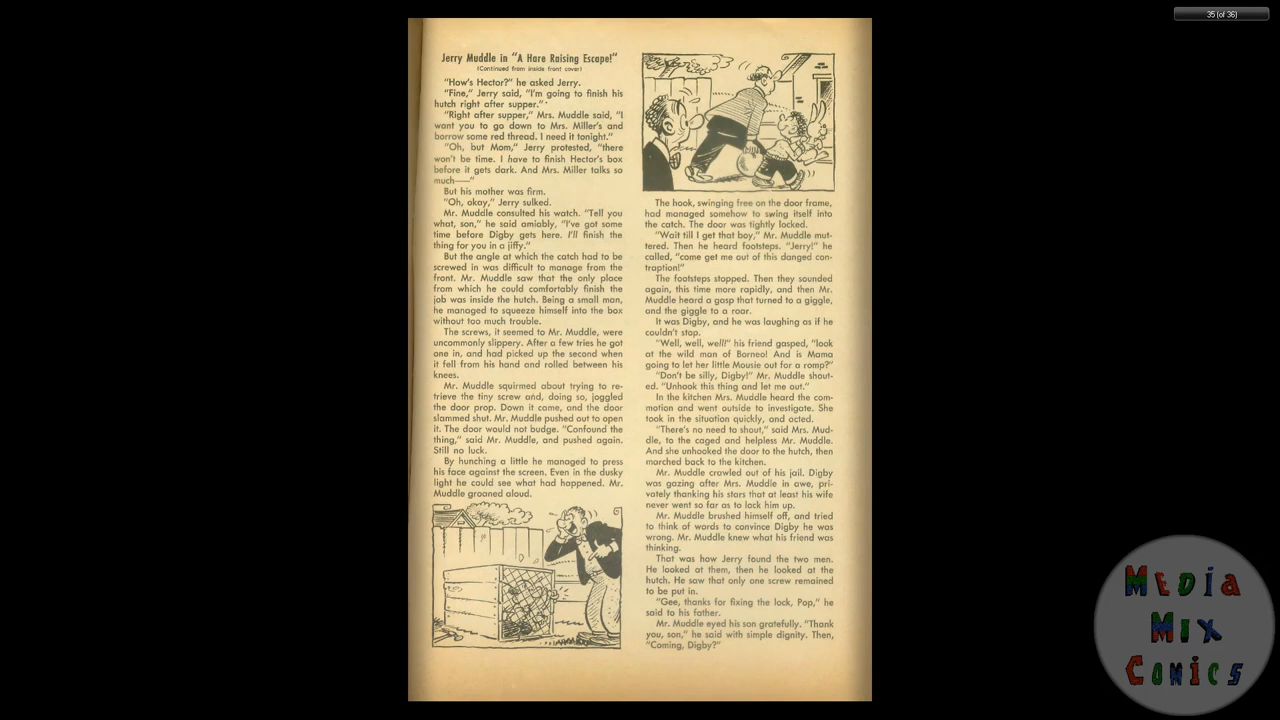 35 (of 36)
Jerry Muddle in "A Hare Raising Escape!"
(Continued from inside front cover)
"How's Hector?" he asked Jerry.
"Fine," Jerry said, "I'm going to finish his
hutch right after supper."
"Right after supper," Mrs. Muddle said, "I
want you to go down to Mrs. Miller's and
borrow some red thread. I need it tonight."
"Oh, but Mom," Jerry protested, "there
won't be time. I have to finish Hector's box
before it gets dark. And Mrs. Miller talks so
much——"
But his mother was firm.
"Oh, okay," Jerry sulked.
Mr. Muddle consulted his watch. "Tell you
what, son," he said amiably, "I've got some
time before Digby gets here. I'll finish the
thing for you in a jiffy."
But the angle at which the catch had to be
screwed in was difficult to manage from the
front. Mr. Muddle saw that the only place
from which he could comfortably finish the
job was inside the hutch. Being a small man,
he managed to squeeze himself into the box
without too much trouble.
The screws, it seemed to Mr. Muddle, were
uncommonly slippery. After a few tries he got
one in, and had picked up the second when
it fell from his hand and rolled between his
knees.
Mr. Muddle squirmed about trying to re-
trieve the tiny screw and, doing so, joggled
the door prop. Down it came, and the door
slammed shut. Mr. Muddle pushed out to open
it. The door would not budge. "Confound the
thing," said Mr. Muddle, and pushed again.
Still no luck.
By hunching a little he managed to press
his face against the screen. Even in the dusky
light he could see what had happened. Mr.
Muddle groaned aloud.
The hook, swinging free on the door frame,
had managed somehow to swing itself into
the catch. The door was tightly locked.
"Wait till I get that boy," Mr. Muddle mut-
tered. Then he heard footsteps. "Jerry!" he
called, "come get me out of this danged con-
traption!"
The footsteps stopped. Then they sounded
again, this time more rapidly, and then Mr.
Muddle heard a gasp that turned to a giggle,
and the giggle to a roar.
It was Digby, and he was laughing as if he
couldn't stop.
"Well, well, well!" his friend gasped, "look
at the wild man of Borneo! And is Mama
going to let her little Mousie out for a romp?"
"Don't be silly, Digby!" Mr. Muddle shout-
ed. "Unhook this thing and let me out."
In the kitchen Mrs. Muddle heard the com-
motion and went outside to investigate. She
took in the situation quickly, and acted.
"There's no need to shout," said Mrs. Mud-
dle, to the caged and helpless Mr. Muddle.
And she unhooked the door to the hutch, then
marched back to the kitchen.
Mr. Muddle crawled out of his jail. Digby
was gazing after Mrs. Muddle in awe, pri-
vately thanking his stars that at least his wife
never went so far as to lock him up.
Mr. Muddle brushed himself off, and tried
to think of words to convince Digby he was
wrong. Mr. Muddle knew what his friend was
thinking.
That was how Jerry found the two men.
He looked at them, then he looked at the
hutch. He saw that only one screw remained
to be put in.
"Gee, thanks for fixing the lock, Pop," he
said to his father.
Mr. Muddle eyed his son gratefully. "Thank
you, son," he said with simple dignity. Then,
"Coming, Digby?"
MEDIA
MIX
COMICS